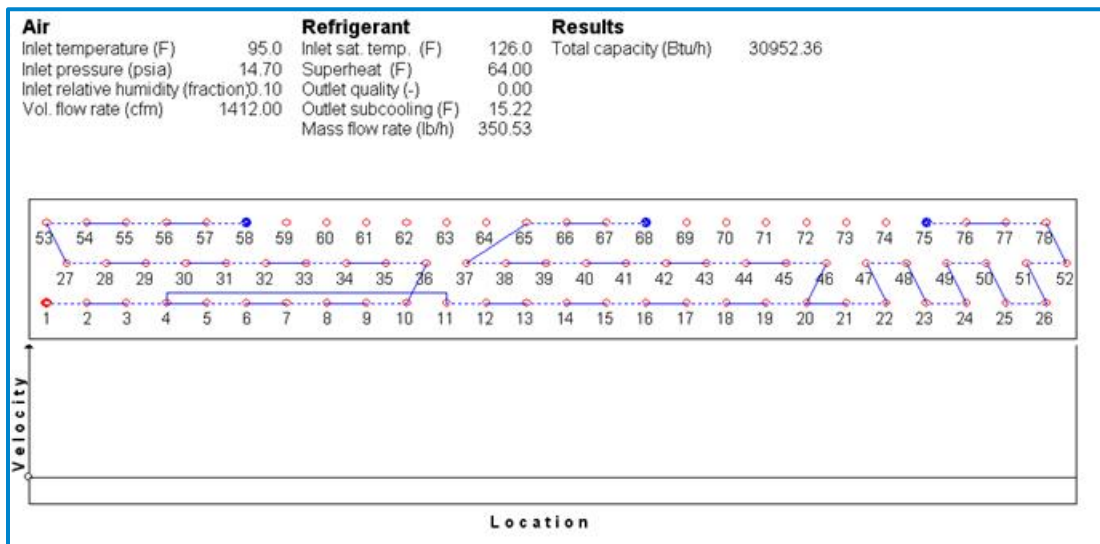 Air Refrigerant Results
Inlet temperature (F) 95.0 Inlet sat. temp. (F) 126.0 Total capacity (Btu/h) 30952.36
Inlet pressure (psia) 14.70 Superheat (F) 64.00
Inlet relative humidity (fraction) 0.10 Outlet quality (-) 0.00
Vol. flow rate (cfm) 1412.00 Outlet subcooling (F) 15.22
Mass flow rate (lb/h) 350.53
53 54 55 56 57 58 59 60 61 62 63 64 65 66 67 68 69 70 71 72 73 74 75 76 77 78
27 28 29 30 31 32 33 34 35 36 37 38 39 40 41 42 43 44 45 46 47 48 49 50 51 52
1 2 3 4 5 6 7 8 9 10 11 12 13 14 15 16 17 18 19 20 21 22 23 24 25 26
Velocity
Location